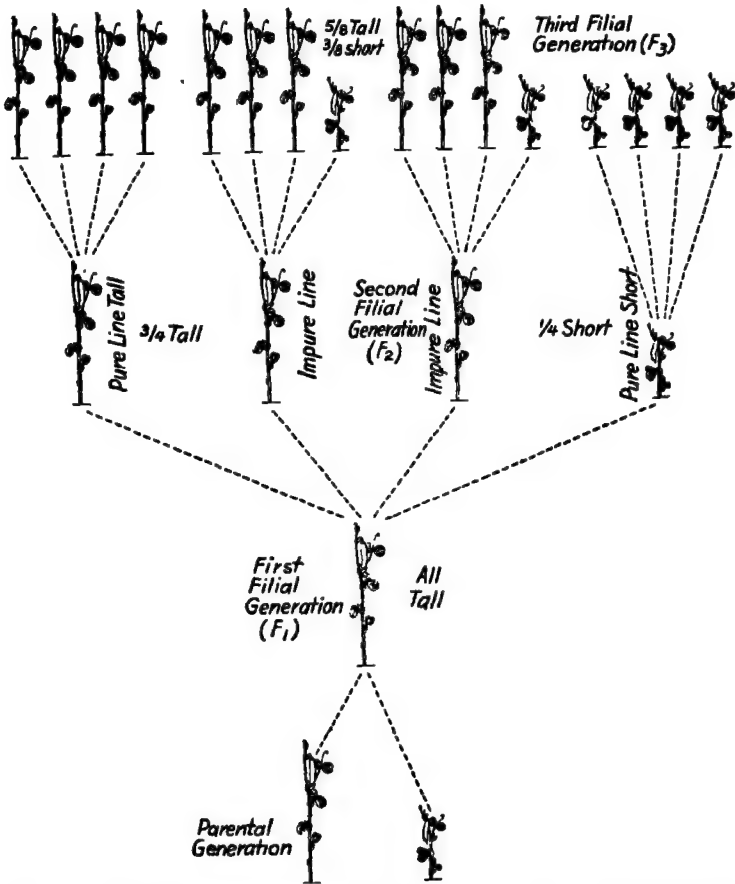 5/8 Tall
3/8 short
Third Filial
Generation (F3)
Pure Line Tall
3/4 Tall
Impure Line
Second
Filial
Generation
(F2)
Impure Line
1/4 Short
Pure Line Short
First
Filial
Generation
(F1)
All
Tall
Parental
Generation